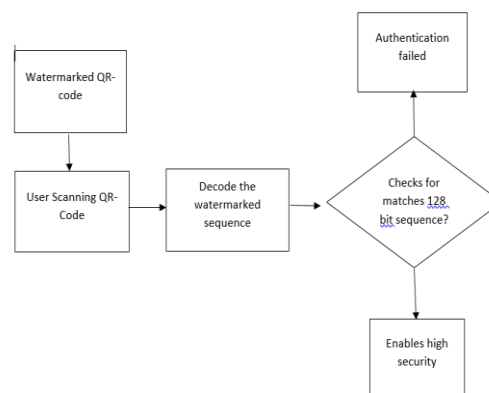 Watermarked QR-
code
User Scanning QR-
Code
Decode the
watermarked
sequence
Checks for
matches 128
bit sequence?
Authentication
failed
Enables high
security